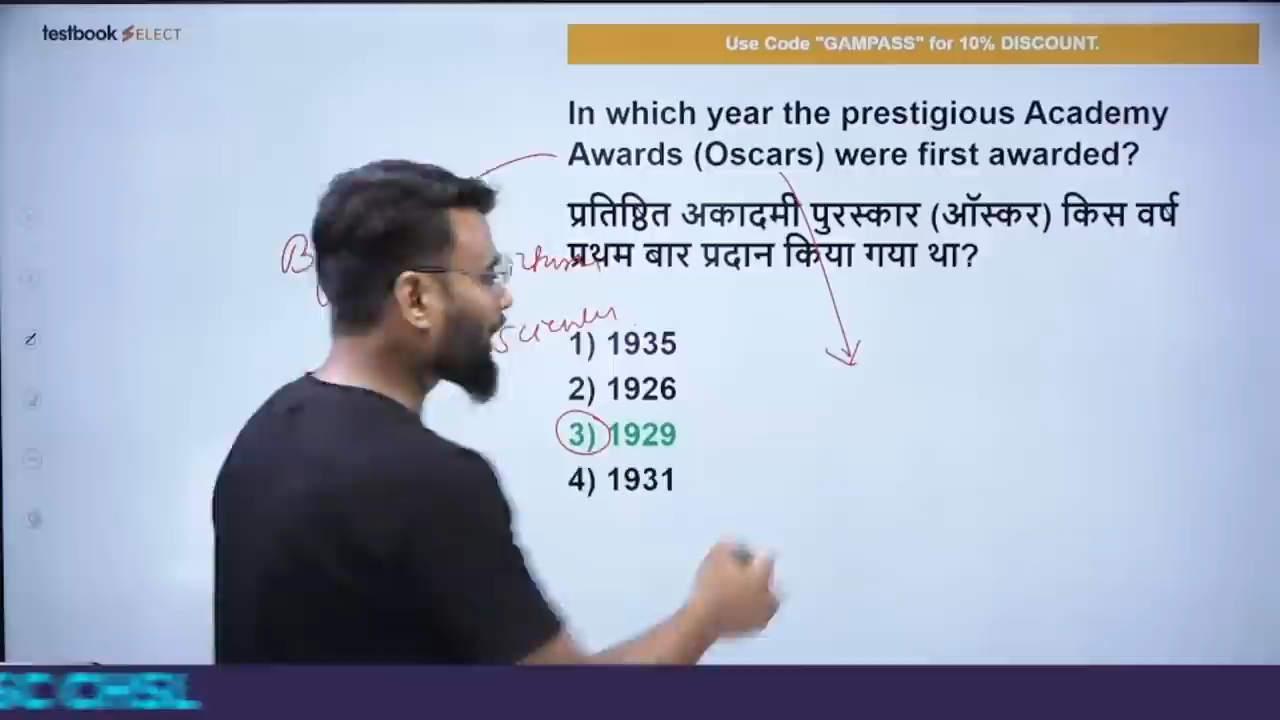 testbook SELECT
Use Code "GAMPASS" for 10% DISCOUNT.
In which year the prestigious Academy
Awards (Oscars) were first awarded?
प्रतिष्ठित अकादमी पुरस्कार (ऑस्कर) किस वर्ष
प्रथम बार प्रदान किया गया था?
1) 1935
2) 1926
3) 1929
4) 1931